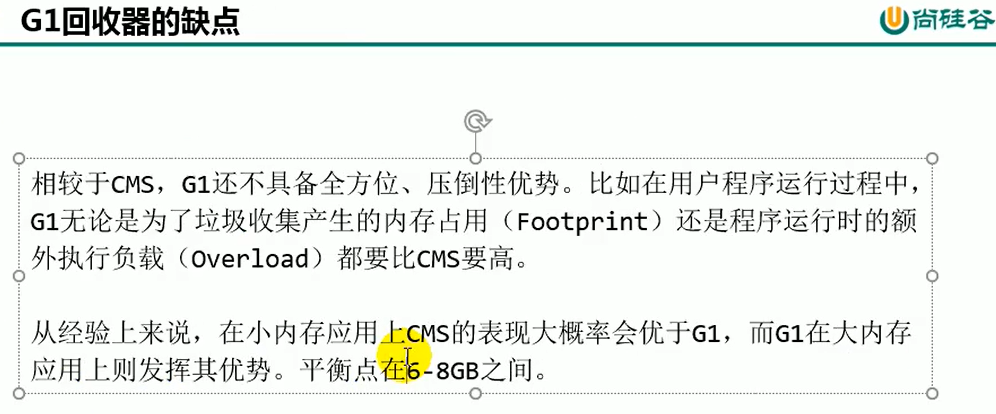 G1回收器的缺点
尚硅谷
相较于CMS，G1还不具备全方位、压倒性优势。比如在用户程序运行过程中，
G1无论是为了垃圾收集产生的内存占用（Footprint）还是程序运行时的额
外执行负载（Overload）都要比CMS要高。
从经验上来说，在小内存应用上CMS的表现大概率会优于G1，而G1在大内存
应用上则发挥其优势。平衡点在6-8GB之间。